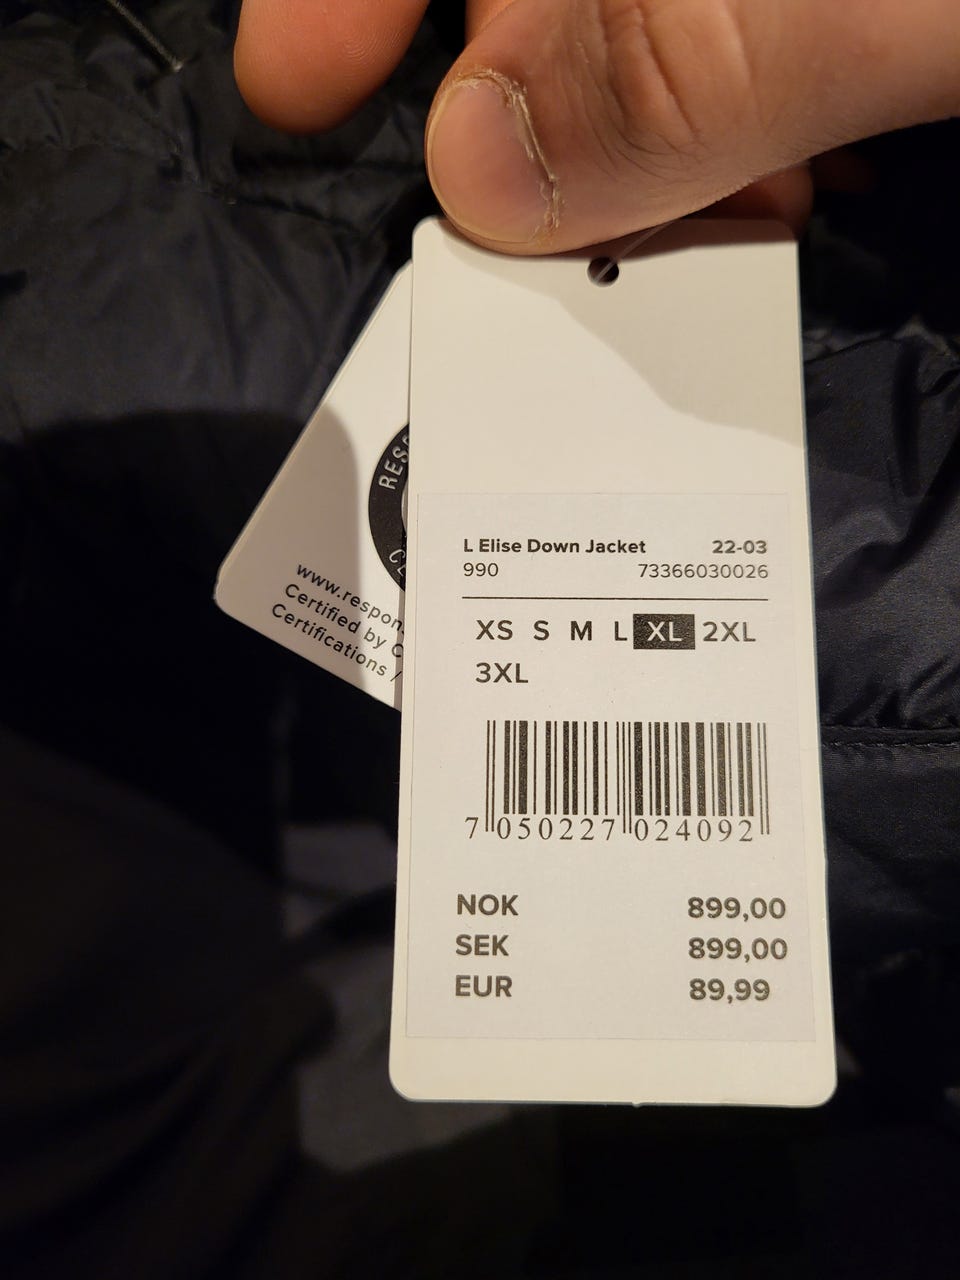 L Elise Down Jacket 22-03
990 73366030026
XS S M L XL 2XL
3XL
7 050227 024092
NOK 899,00
SEK 899,00
EUR 89,99
www.respon
Certified by C
Certifications /
RESP